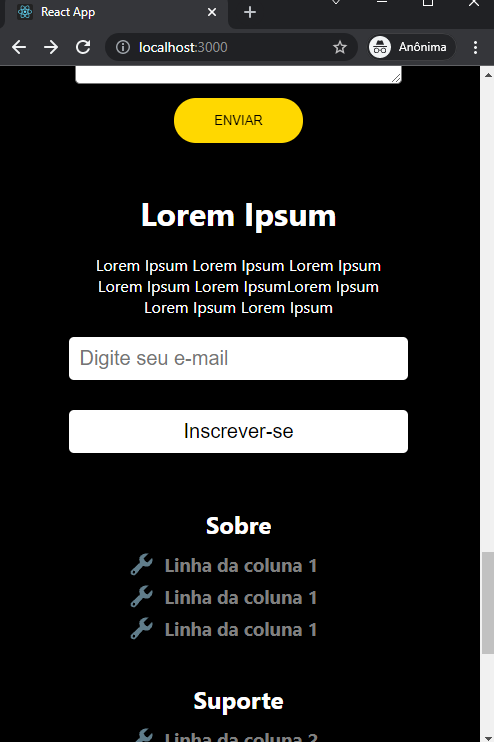 React App
localhost:3000
Anônima
ENVIAR
Lorem Ipsum
Lorem Ipsum Lorem Ipsum Lorem Ipsum
Lorem Ipsum Lorem IpsumLorem Ipsum
Lorem Ipsum Lorem Ipsum
Digite seu e-mail
Inscrever-se
Sobre
Linha da coluna 1
Linha da coluna 1
Linha da coluna 1
Suporte
Linha da coluna 2